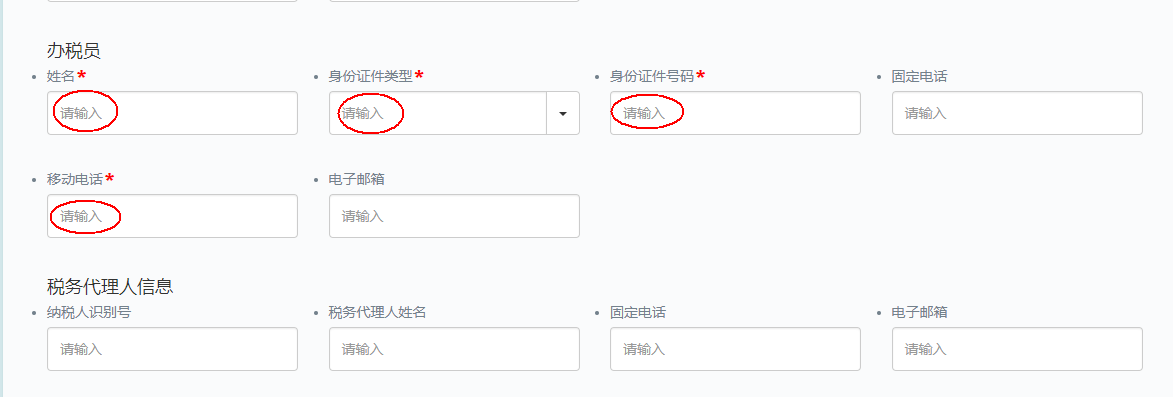 办税员
姓名* 身份证件类型* 身份证件号码* 固定电话
请输入 请输入 请输入 请输入
移动电话* 电子邮箱
请输入 请输入
税务代理人信息
纳税人识别号 税务代理人姓名 固定电话 电子邮箱
请输入 请输入 请输入 请输入